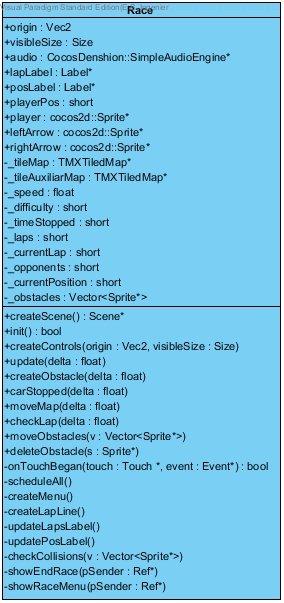 Visual Paradigm Standard Edition
Race
+origin : Vec2
+visibleSize : Size
+audio : CocosDenshion::SimpleAudioEngine*
+lapLabel : Label*
+posLabel : Label*
+playerPos : short
+player : cocos2d::Sprite*
+leftArrow : cocos2d::Sprite*
+rightArrow : cocos2d::Sprite*
-_tileMap : TMXTiledMap*
-_tileAuxiliarMap : TMXTiledMap*
-_speed : float
-_difficulty : short
-_timeStopped : short
-_laps : short
-_currentLap : short
-_opponents : short
-_currentPosition : short
-_obstacles : Vector<Sprite*>
+createScene() : Scene*
+init() : bool
+createControls(origin : Vec2, visibleSize : Size)
+update(delta : float)
+createObstacle(delta : float)
+carStopped(delta : float)
+moveMap(delta : float)
+checkLap(delta : float)
+moveObstacles(v : Vector<Sprite*>)
+deleteObstacle(s : Sprite*)
-onTouchBegan(touch : Touch *, event : Event*) : bool
-scheduleAll()
-createMenu()
-createLapLine()
-updateLapsLabel()
-updatePosLabel()
-checkCollisions(v : Vector<Sprite*>)
-showEndRace(pSender : Ref*)
-showRaceMenu(pSender : Ref*)